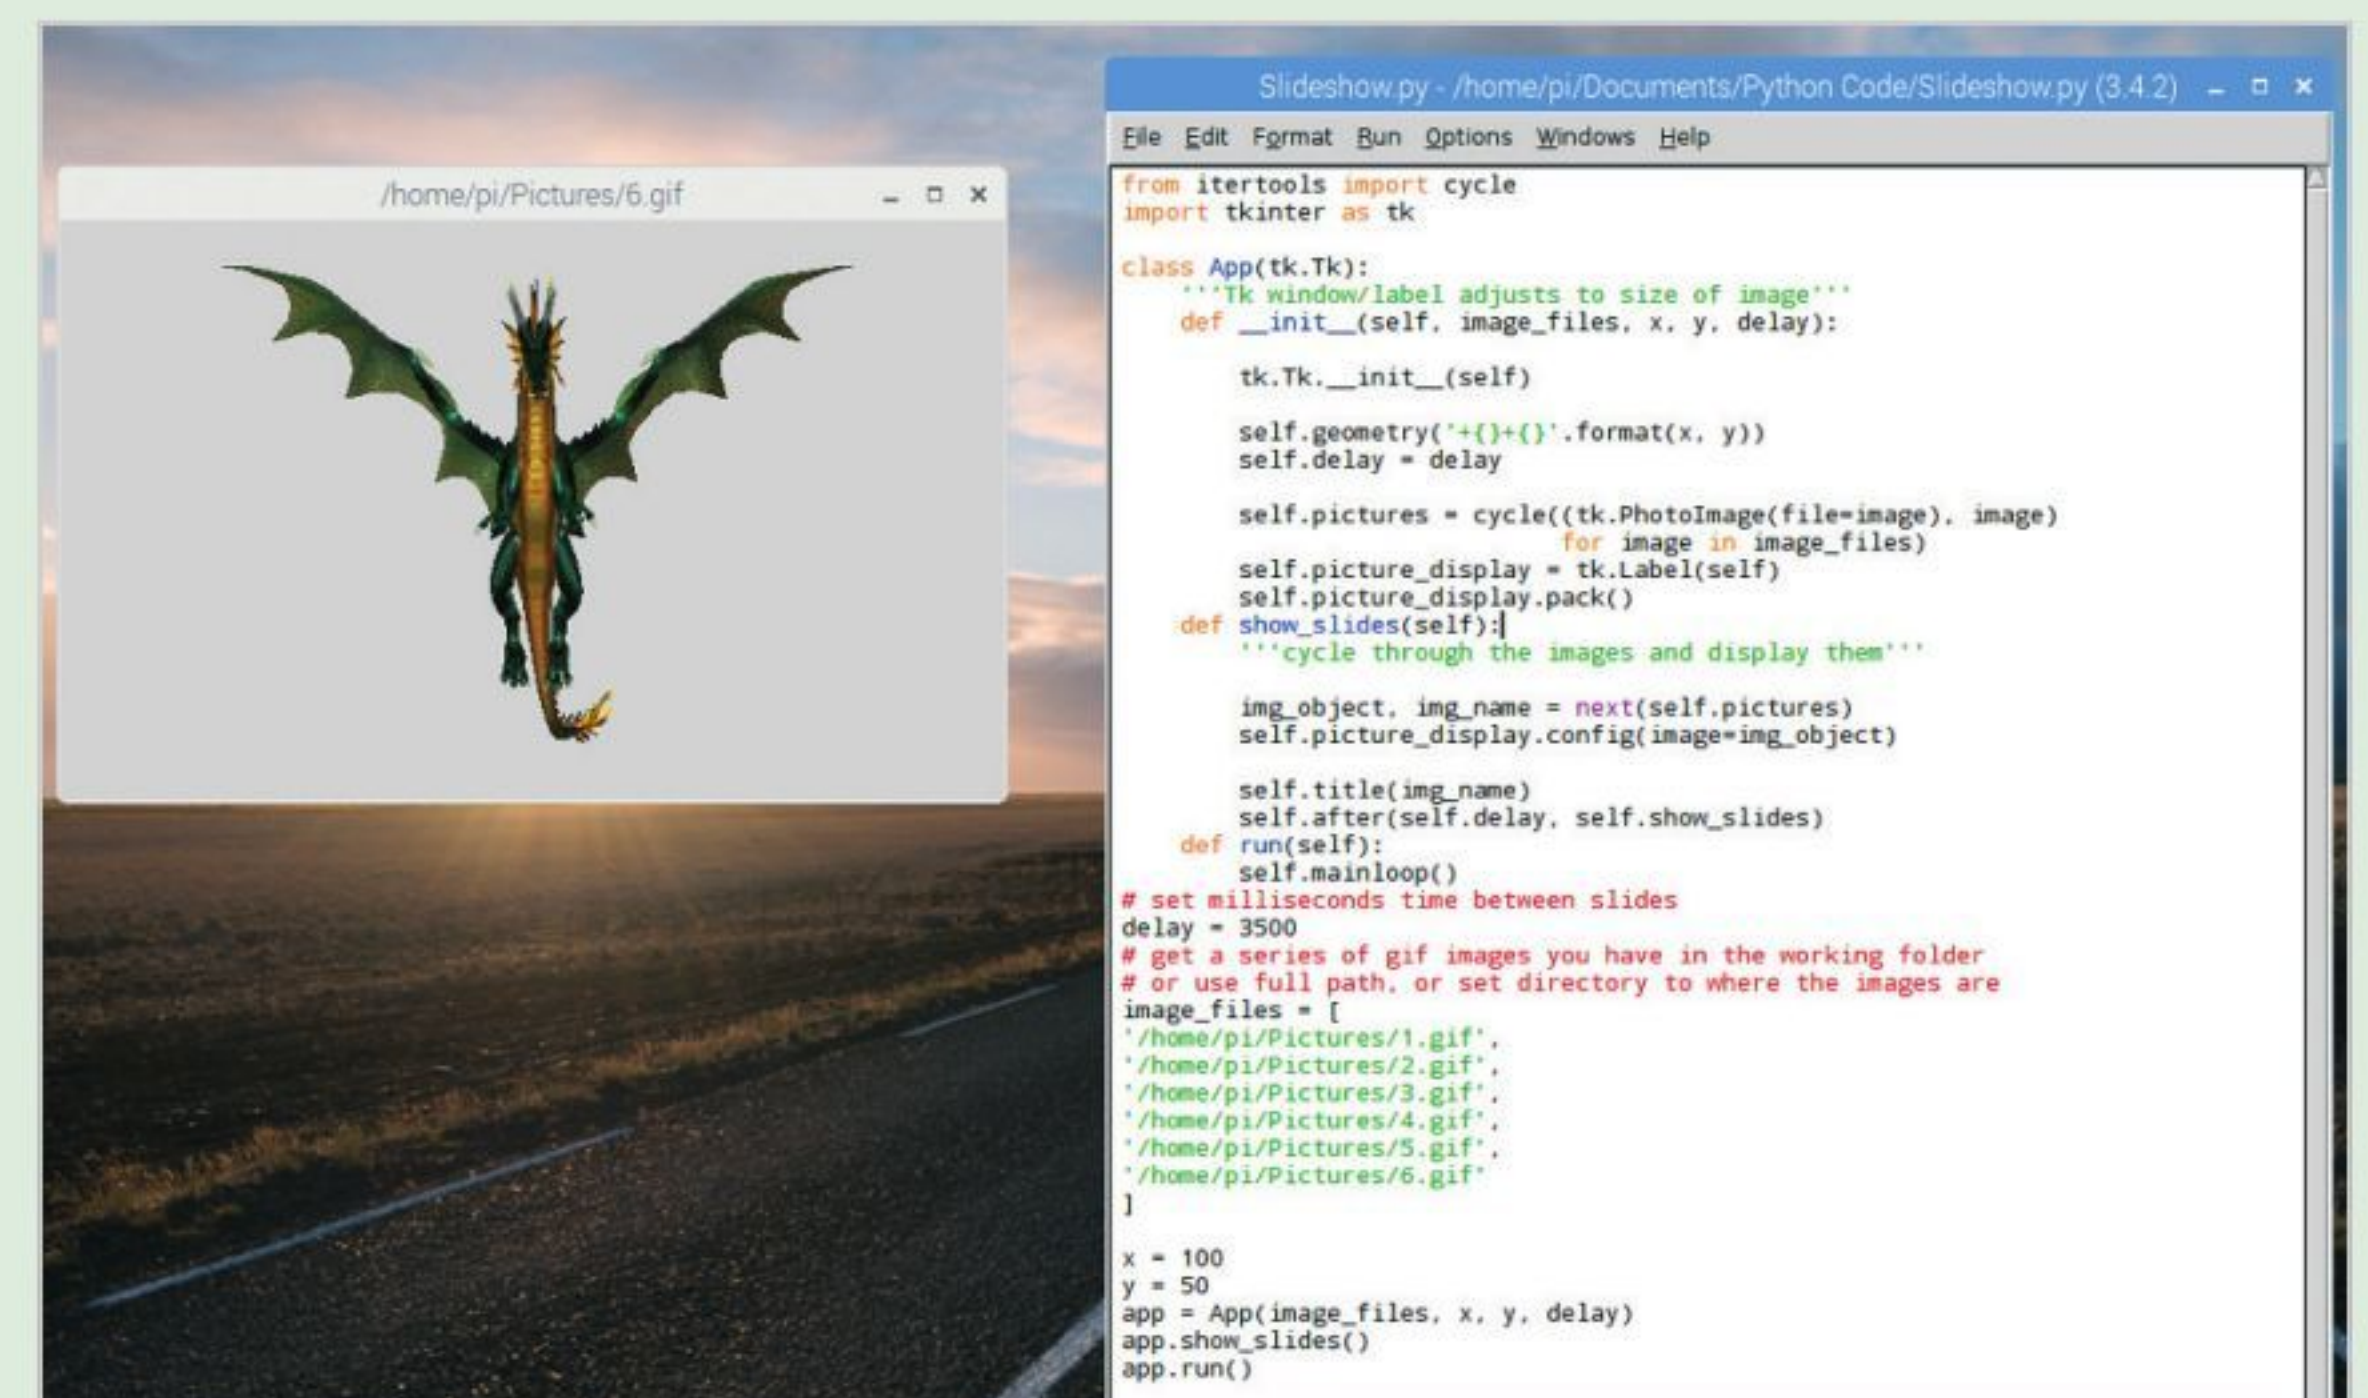 /home/pi/Pictures/6.gif
Slideshow.py - /home/pi/Documents/Python Code/Slideshow.py (3.4.2)
File Edit Format Run Options Windows Help
from itertools import cycle
import tkinter as tk
class App(tk.Tk):
'''Tk window/label adjusts to size of image'''
def __init__(self, image_files, x, y, delay):
tk.Tk.__init__(self)
self.geometry('+{}+{}'.format(x, y))
self.delay = delay
self.pictures = cycle((tk.PhotoImage(file=image), image)
for image in image_files)
self.picture_display = tk.Label(self)
self.picture_display.pack()
def show_slides(self):
'''cycle through the images and display them'''
img_object, img_name = next(self.pictures)
self.picture_display.config(image=img_object)
self.title(img_name)
self.after(self.delay, self.show_slides)
def run(self):
self.mainloop()
# set milliseconds time between slides
delay = 3500
# get a series of gif images you have in the working folder
# or use full path, or set directory to where the images are
image_files = [
'/home/pi/Pictures/1.gif',
'/home/pi/Pictures/2.gif',
'/home/pi/Pictures/3.gif',
'/home/pi/Pictures/4.gif',
'/home/pi/Pictures/5.gif',
'/home/pi/Pictures/6.gif'
]
x = 100
y = 50
app = App(image_files, x, y, delay)
app.show_slides()
app.run()